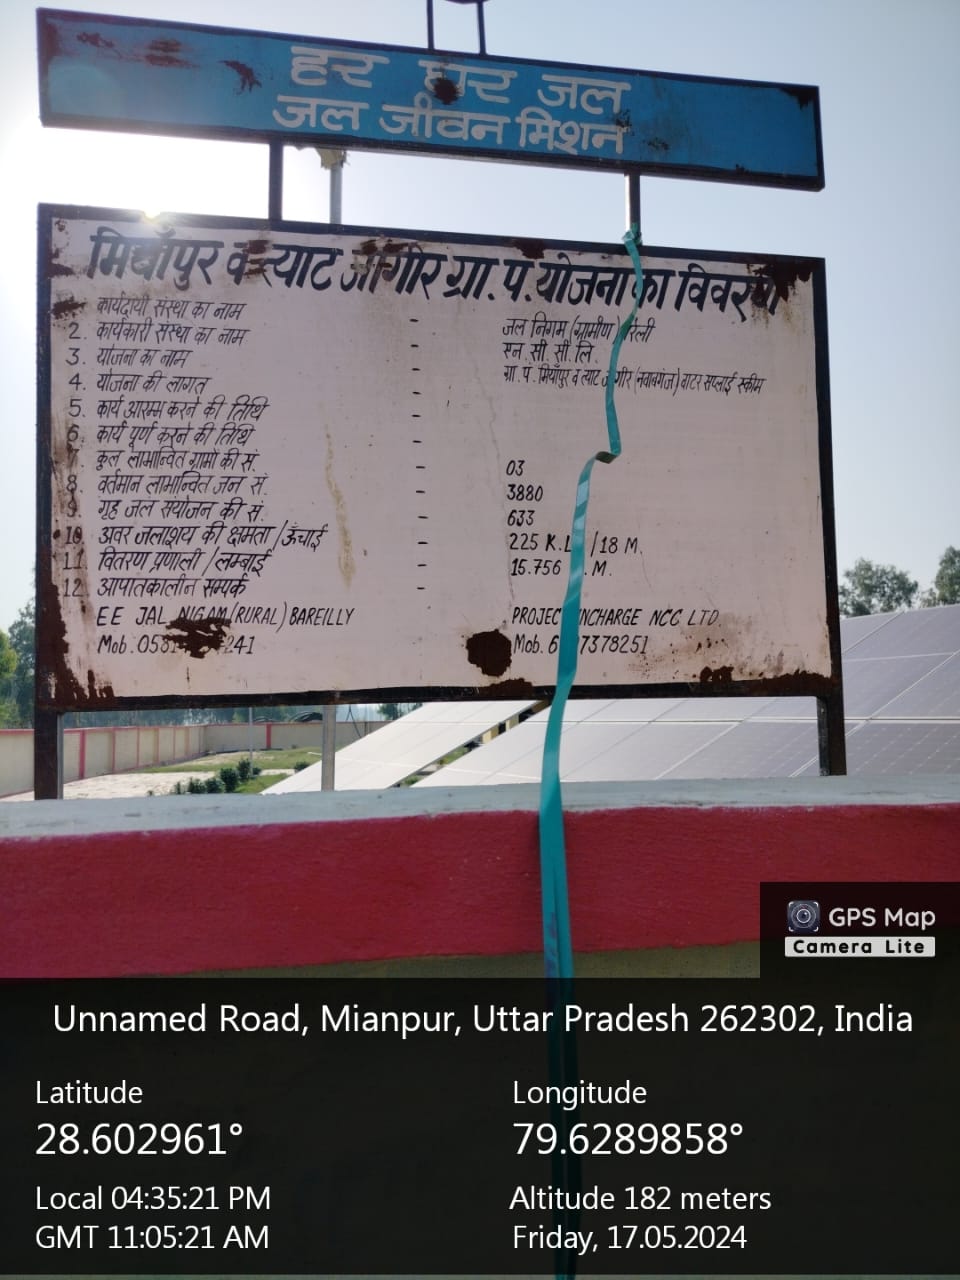 हर घर जल
जल जीवन मिशन
मियाँपुर व ल्याट जागीर ग्रा. प. योजना का विवरण
कार्यदायी संस्था का नाम - जल निगम (ग्रामीण)
2. कार्यकारी संस्था का नाम - एन. सी. सी. लि.
3. योजना का नाम - ग्रा. पं. मियाँपुर व ल्याट जागीर (नवाबगंज) वाटर सप्लाई स्कीम
4. योजना की लागत -
5. कार्य आरम्भ करने की तिथि -
6. कार्य पूर्ण करने की तिथि -
7. कुल लाभान्वित ग्रामों की सं. - 03
8. वर्तमान लाभान्वित जन सं. - 3880
9. गृह जल संयोजन की सं. - 633
10. अवर जलाशय की क्षमता / ऊँचाई - 225 K.L. /18 M.
11. वितरण प्रणाली / लम्बाई - 15.756 .M.
12. आपातकालीन सम्पर्क -
EE JAL NIGAM (RURAL) BAREILLY PROJECT INCHARGE NCC LTD.
Mob. 241 Mob. 7378251
GPS Map
Camera Lite
Unnamed Road, Mianpur, Uttar Pradesh 262302, India
Latitude Longitude
28.602961° 79.6289858°
Local 04:35:21 PM Altitude 182 meters
GMT 11:05:21 AM Friday, 17.05.2024